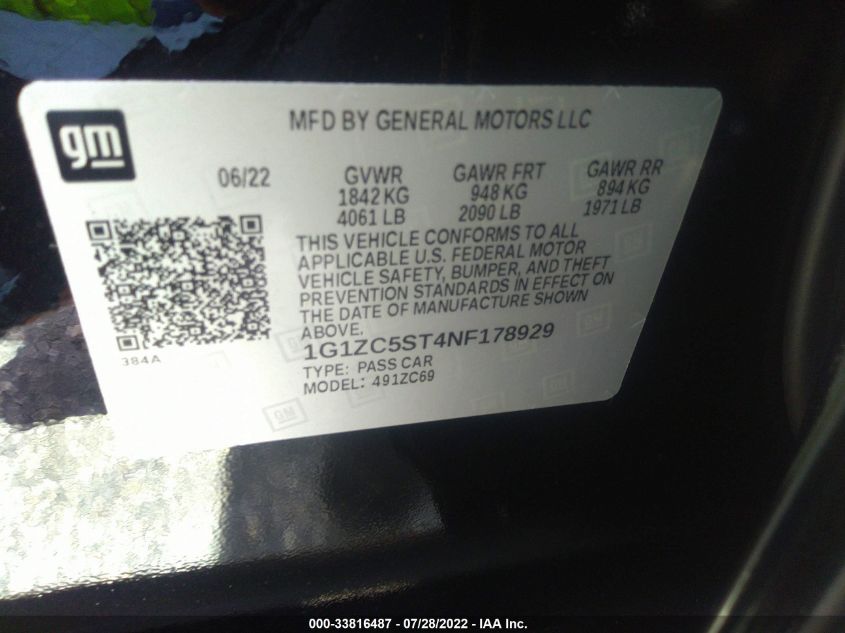 gm
MFD BY GENERAL MOTORS LLC
06/22 GVWR GAWR FRT GAWR RR
1842 KG 948 KG 894 KG
4061 LB 2090 LB 1971 LB
THIS VEHICLE CONFORMS TO ALL
APPLICABLE U.S. FEDERAL MOTOR
VEHICLE SAFETY, BUMPER, AND THEFT
PREVENTION STANDARDS IN EFFECT ON
THE DATE OF MANUFACTURE SHOWN
ABOVE.
384A
1G1ZC5ST4NF178929
TYPE: PASS CAR
MODEL: 491ZC69
000-33816487 - 07/28/2022 - IAA Inc.